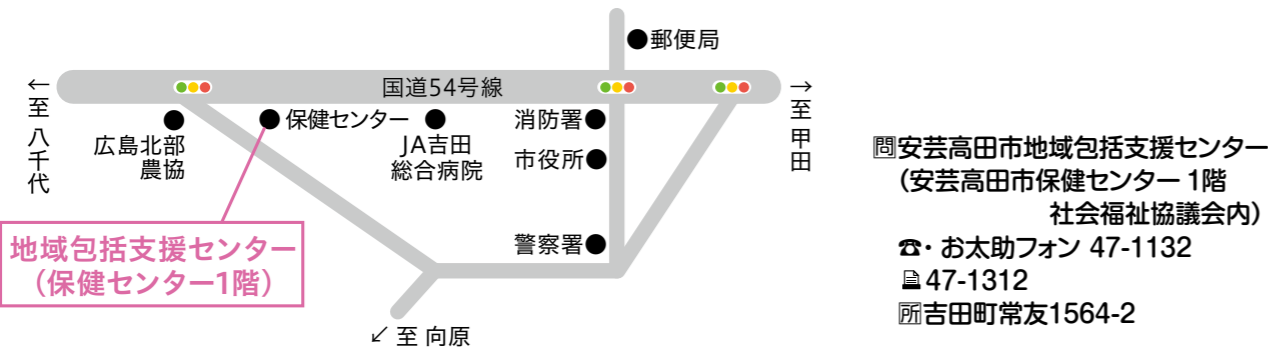 郵便局
国道54号線
←至 八千代
→至 甲田
広島北部
農協
保健センター
JA吉田
総合病院
消防署
市役所
警察署
地域包括支援センター
（保健センター1階）
↙ 至 向原
問安芸高田市地域包括支援センター
（安芸高田市保健センター 1階
社会福祉協議会内）
☎・お太助フォン 47-1132
47-1312
所吉田町常友1564-2